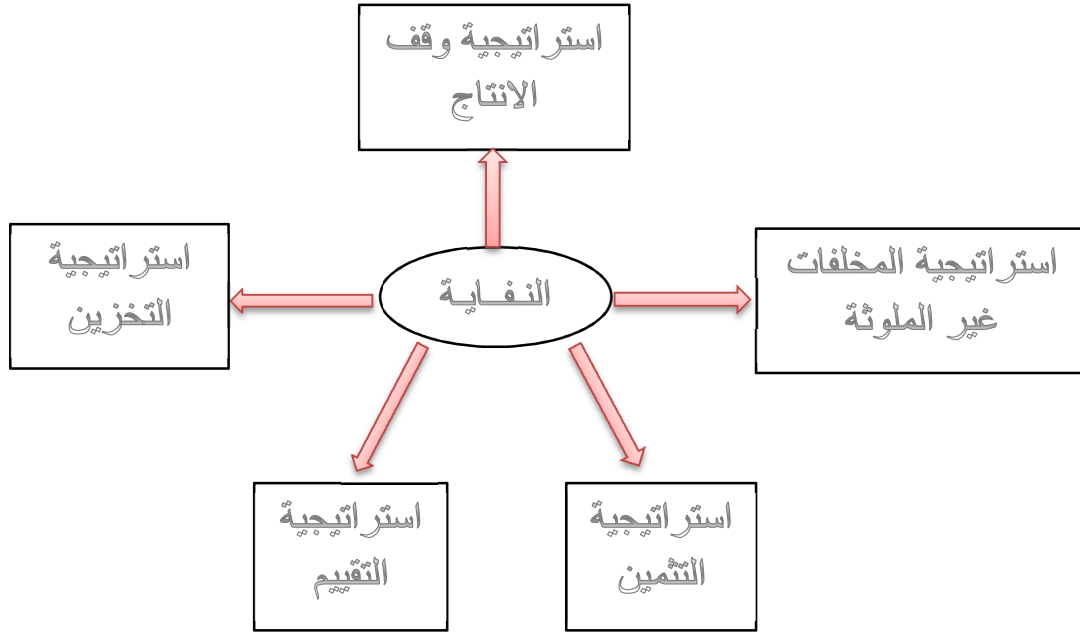 استراتيجية وقف
الانتاج
استراتيجية المخلفات
غير الملوثة
النفـايـة
استراتيجية
التخزين
استراتيجية
التثمين
استراتيجية
التقييم